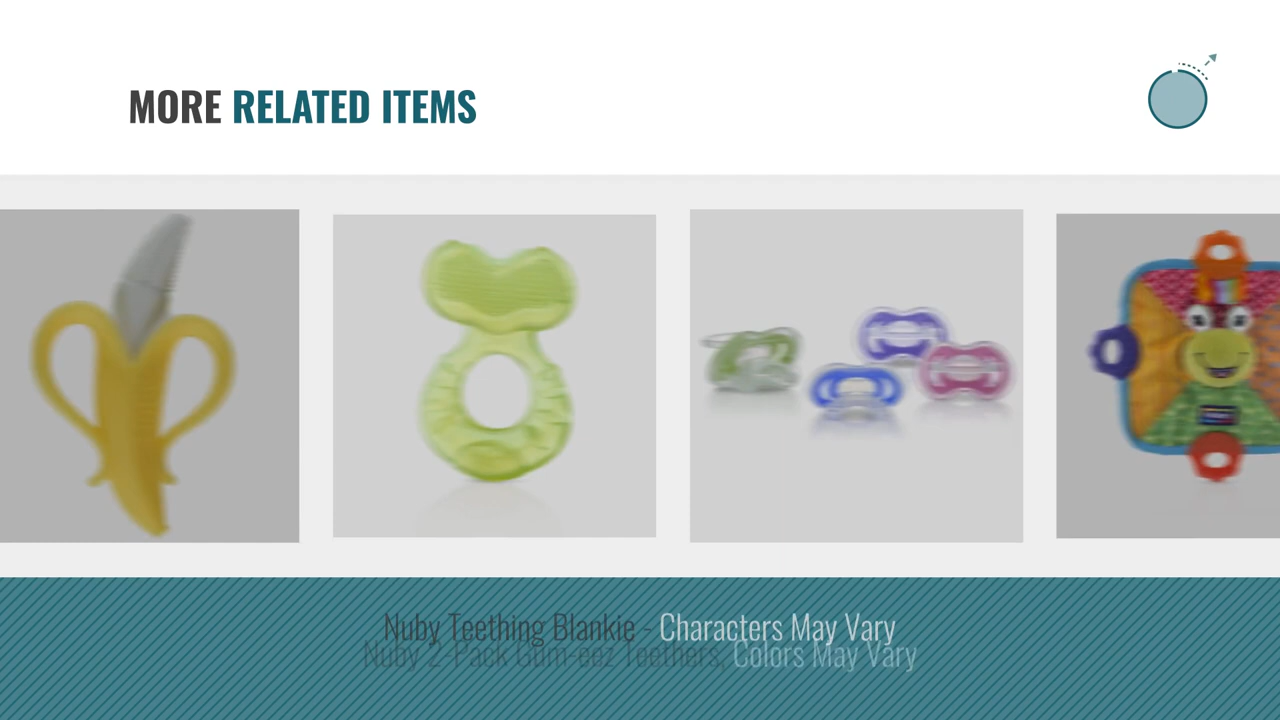 MORE RELATED ITEMS
Nuby Teething Blankie - Characters May Vary
Nuby 2-Pack Gum-eez Teethers, Colors May Vary